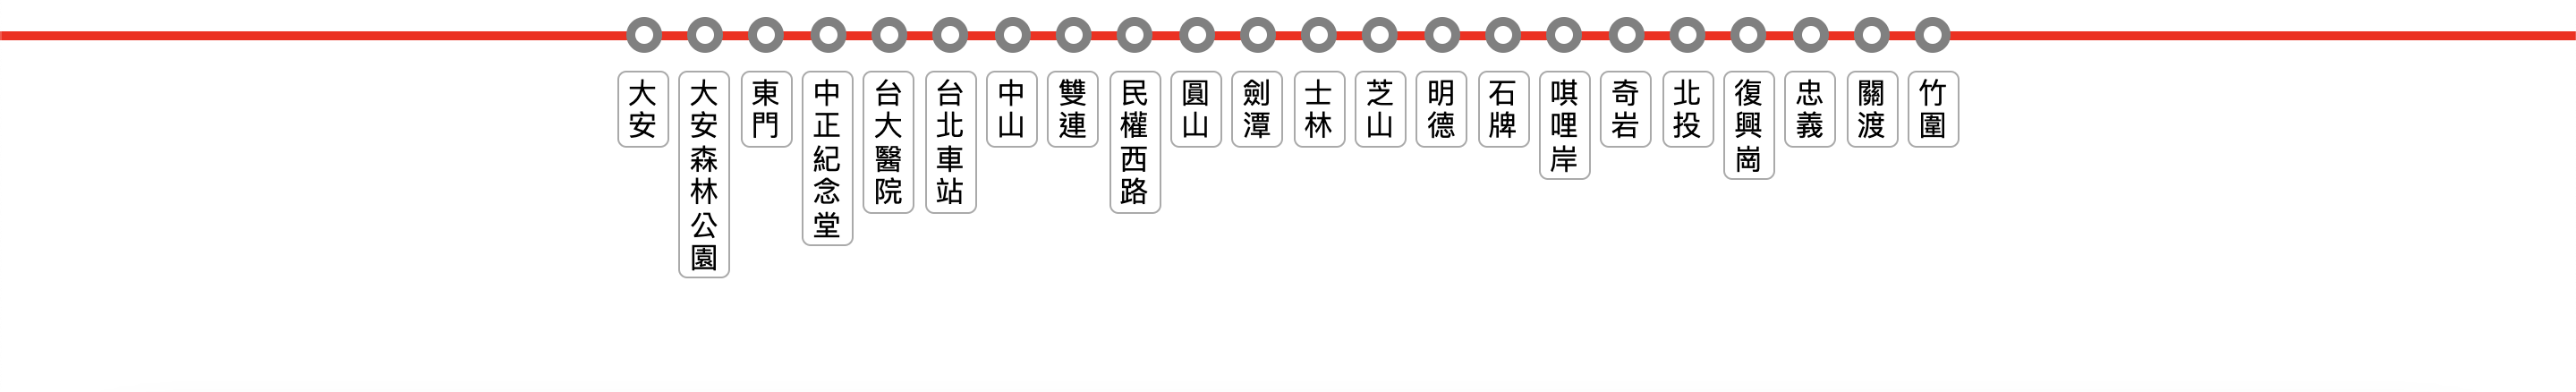 大安
大安森林公園
東門
中正紀念堂
台大醫院
台北車站
中山
雙連
民權西路
圓山
劍潭
士林
芝山
明德
石牌
唭哩岸
奇岩
北投
復興崗
忠義
關渡
竹圍